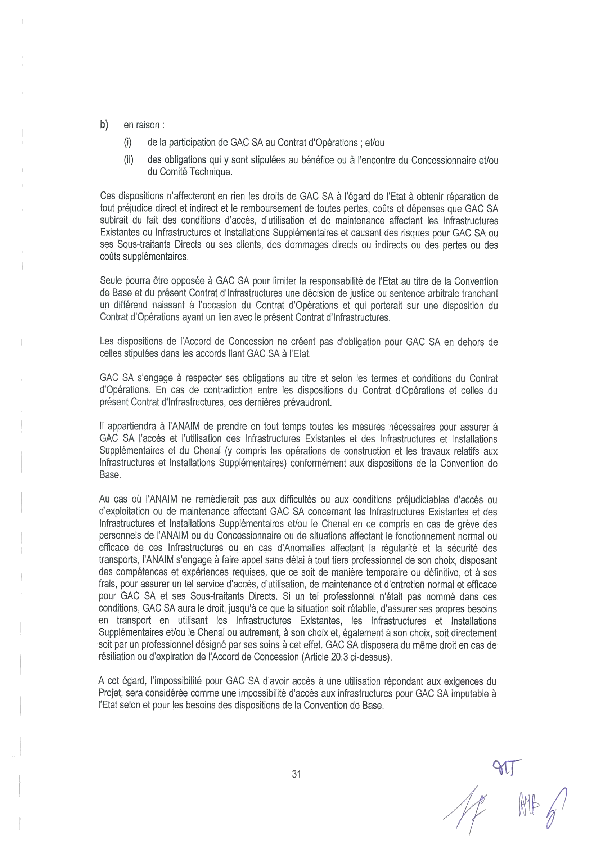 b) en raison :
(i) de la participation de GAC SA au Contrat d'Opérations ; et/ou
(ii) des obligations qui y sont stipulées au bénéfice ou à l'encontre du Concessionnaire et/ou
du Comité Technique.
Ces dispositions n'affecteront en rien les droits de GAC SA à l'égard de l'Etat à obtenir réparation de
tout préjudice direct et indirect et le remboursement de toutes pertes, coûts et dépenses que GAC SA
subirait du fait des conditions d'accès, d'utilisation et de maintenance affectant les Infrastructures
Existantes ou Infrastructures et Installations Supplémentaires et causant des risques pour GAC SA ou
ses Sous-traitants Directs ou ses clients, des dommages directs ou indirects ou des pertes ou des
coûts supplémentaires.
Seule pourra être opposée à GAC SA pour limiter la responsabilité de l'Etat au titre de la Convention
de Base et du présent Contrat d'Infrastructures une décision de justice ou sentence arbitrale tranchant
un différend naissant à l'occasion du Contrat d'Opérations et qui porterait sur une disposition du
Contrat d'Opérations ayant un lien avec le présent Contrat d'Infrastructures.
Les dispositions de l'Accord de Concession ne créent pas d'obligation pour GAC SA en dehors de
celles stipulées dans les accords liant GAC SA à l'Etat.
GAC SA s'engage à respecter ses obligations au titre et selon les termes et conditions du Contrat
d'Opérations. En cas de contradiction entre les dispositions du Contrat d'Opérations et celles du
présent Contrat d'Infrastructures, ces dernières prévaudront.
Il appartiendra à l'ANAIM de prendre en tout temps toutes les mesures nécessaires pour assurer à
GAC SA l'accès et l'utilisation des Infrastructures Existantes et des Infrastructures et Installations
Supplémentaires et du Chenal (y compris les opérations de construction et les travaux relatifs aux
Infrastructures et Installations Supplémentaires) conformément aux dispositions de la Convention de
Base.
Au cas où l'ANAIM ne remédierait pas aux difficultés ou aux conditions préjudiciables d'accès ou
d'exploitation ou de maintenance affectant GAC SA concernant les Infrastructures Existantes et des
Infrastructures et Installations Supplémentaires et/ou le Chenal en ce compris en cas de grève des
personnels de l'ANAIM ou du Concessionnaire ou de situations affectant le fonctionnement normal ou
efficace de ces Infrastructures ou en cas d'Anomalies affectant la régularité et la sécurité des
transports, l'ANAIM s'engage à faire appel sans délai à tout tiers professionnel de son choix, disposant
des compétences et expériences requises, que ce soit de manière temporaire ou définitive, et à ses
frais, pour assurer un tel service d'accès, d'utilisation, de maintenance et d'entretien normal et efficace
pour GAC SA et ses Sous-traitants Directs. Si un tel professionnel n'était pas nommé dans ces
conditions, GAC SA aura le droit, jusqu'à ce que la situation soit rétablie, d'assurer ses propres besoins
en transport en utilisant les Infrastructures Existantes, les Infrastructures et Installations
Supplémentaires et/ou le Chenal ou autrement, à son choix et, également à son choix, soit directement
soit par un professionnel désigné par ses soins à cet effet. GAC SA disposera du même droit en cas de
résiliation ou d'expiration de l'Accord de Concession (Article 20.3 ci-dessus).
A cet égard, l'impossibilité pour GAC SA d'avoir accès à une utilisation répondant aux exigences du
Projet, sera considérée comme une impossibilité d'accès aux infrastructures pour GAC SA imputable à
l'Etat selon et pour les besoins des dispositions de la Convention de Base.
31